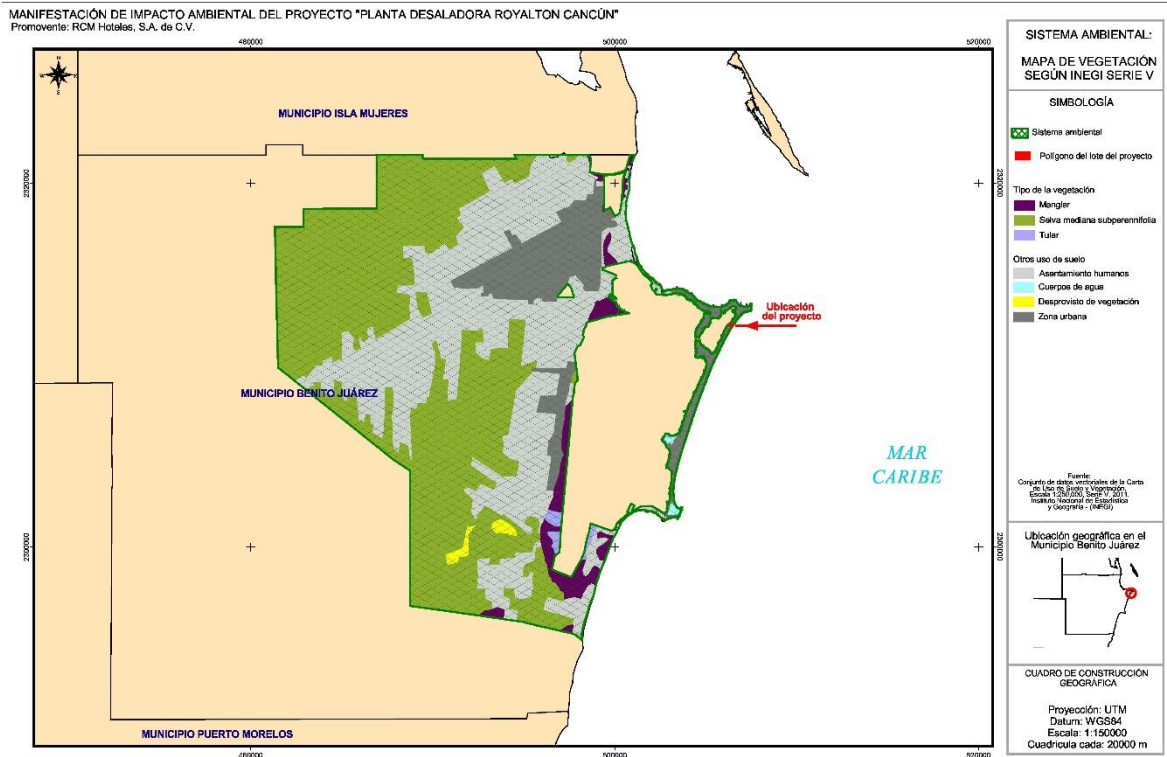 MANIFESTACIÓN DE IMPACTO AMBIENTAL DEL PROYECTO "PLANTA DESALADORA ROYALTON CANCÚN"
Promovente: RCM Hoteles, S.A. de C.V.
480000
500000
520000
N
S
MUNICIPIO ISLA MUJERES
2320000
2320000
Ubicación
del proyecto
MUNICIPIO BENITO JUÁREZ
MAR
CARIBE
2300000
2300000
MUNICIPIO PUERTO MORELOS
480000
500000
520000
SISTEMA AMBIENTAL:
MAPA DE VEGETACIÓN
SEGÚN INEGI SERIE V
SIMBOLOGÍA
Sistema ambiental
Polígono del lote del proyecto
Tipo de la vegetación
Manglar
Selva mediana subperennifolia
Tular
Otros uso de suelo
Asentamiento humanos
Cuerpos de agua
Desprovisto de vegetación
Zona urbana
Fuente:
Conjunto de datos vectoriales de la Carta
de Uso de Suelo y Vegetación,
Escala 1:250,000, Serie V, 2011.
Instituto Nacional de Estadística
y Geografía - (INEGI)
Ubicación geográfica en el
Municipio Benito Juárez
CUADRO DE CONSTRUCCIÓN
GEOGRÁFICA
Proyección: UTM
Datum: WGS84
Escala: 1:150000
Cuadrícula cada: 20000 m